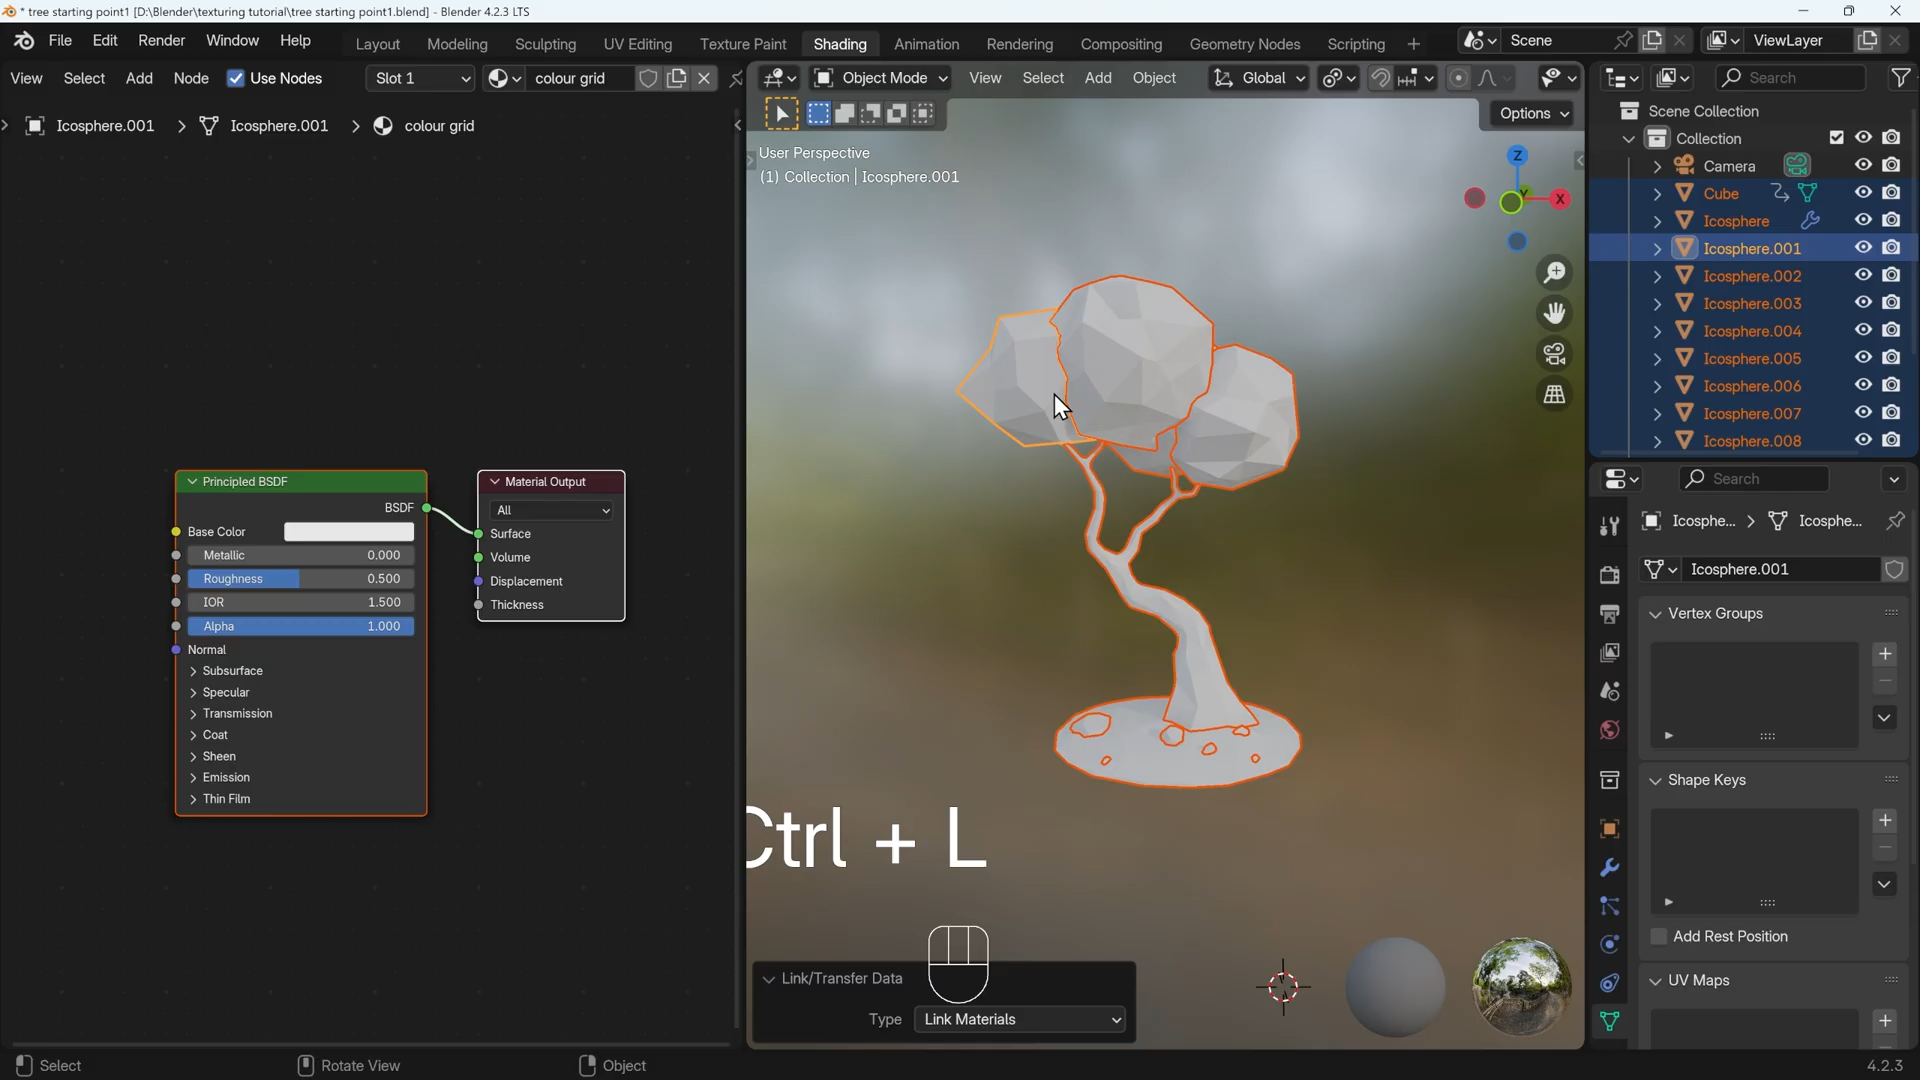 * tree starting point1 [D:\Blender\texturing tutorial\tree starting point1.blend] - Blender 4.2.3 LTS
File Edit Render Window Help Layout Modeling Sculpting UV Editing Texture Paint Shading Animation Rendering Compositing Geometry Nodes Scripting + Scene ViewLayer
View Select Add Node Use Nodes Slot 1 colour grid Object Mode View Select Add Object Global Search
Options
Icosphere.001 > Icosphere.001 > colour grid
User Perspective
(1) Collection | Icosphere.001
Z
X
Y
Scene Collection
Collection
Camera
Cube
Icosphere
Icosphere.001
Icosphere.002
Icosphere.003
Icosphere.004
Icosphere.005
Icosphere.006
Icosphere.007
Icosphere.008
Search
Icosphe... > Icosphe...
Icosphere.001
Vertex Groups
Shape Keys
Add Rest Position
UV Maps
Principled BSDF
BSDF
Base Color
Metallic 0.000
Roughness 0.500
IOR 1.500
Alpha 1.000
Normal
Subsurface
Specular
Transmission
Coat
Sheen
Emission
Thin Film
Material Output
All
Surface
Volume
Displacement
Thickness
Ctrl + L
Link/Transfer Data
Type Link Materials
Select Rotate View Object 4.2.3